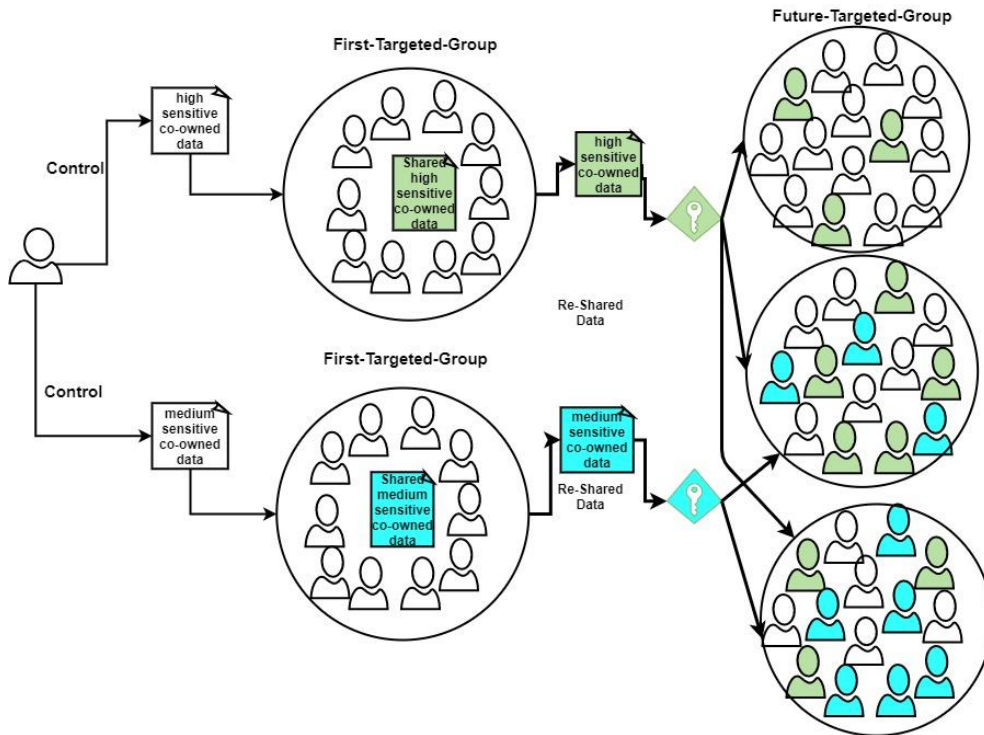 Future-Targeted-Group
First-Targeted-Group
high
sensitive
co-owned
data
Control
Shared
high
sensitive
co-owned
data
high
sensitive
co-owned
data
Re-Shared
Data
First-Targeted-Group
Control
medium
sensitive
co-owned
data
Shared
medium
sensitive
co-owned
data
medium
sensitive
co-owned
data
Re-Shared
Data